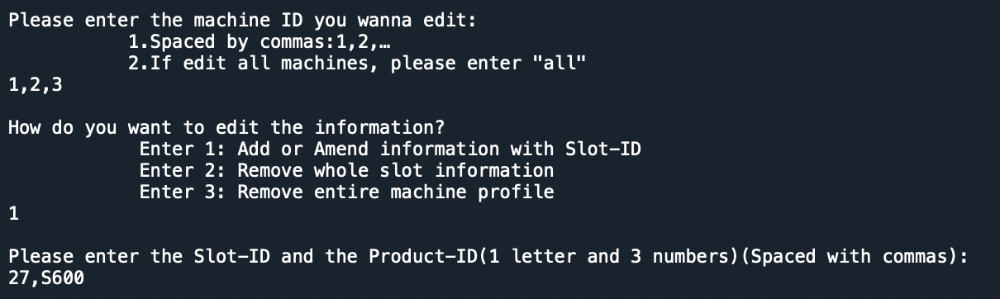 Please enter the machine ID you wanna edit:
1.Spaced by commas:1,2,…
2.If edit all machines, please enter "all"
1,2,3
How do you want to edit the information?
Enter 1: Add or Amend information with Slot-ID
Enter 2: Remove whole slot information
Enter 3: Remove entire machine profile
1
Please enter the Slot-ID and the Product-ID(1 letter and 3 numbers)(Spaced with commas):
27,S600